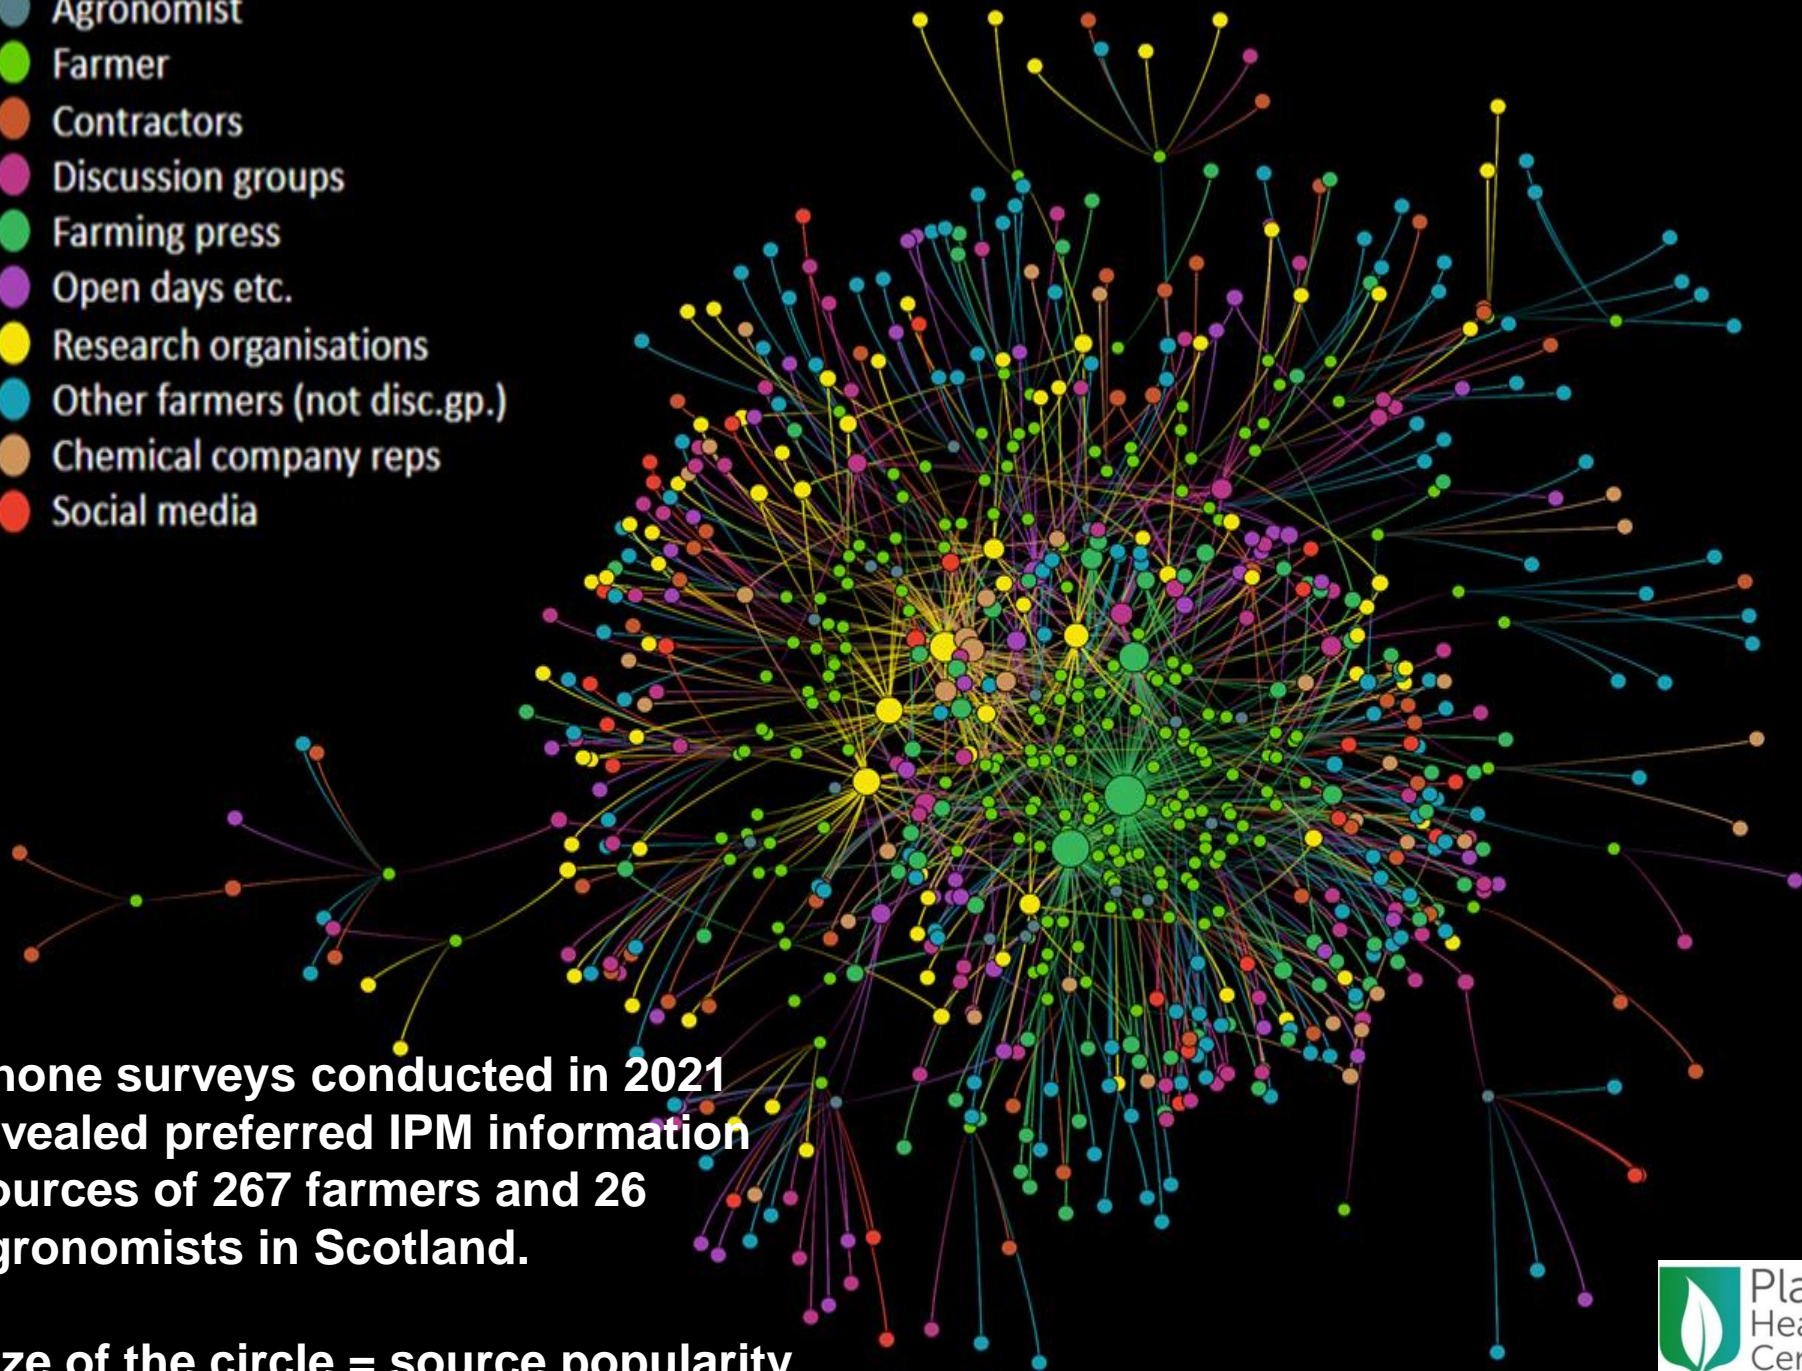 Agronomist
Farmer
Contractors
Discussion groups
Farming press
Open days etc.
Research organisations
Other farmers (not disc.gp.)
Chemical company reps
Social media
hone surveys conducted in 2021
vealed preferred IPM information
ources of 267 farmers and 26
gronomists in Scotland.
ze of the circle = source popularity
Pla
Hea
Cen